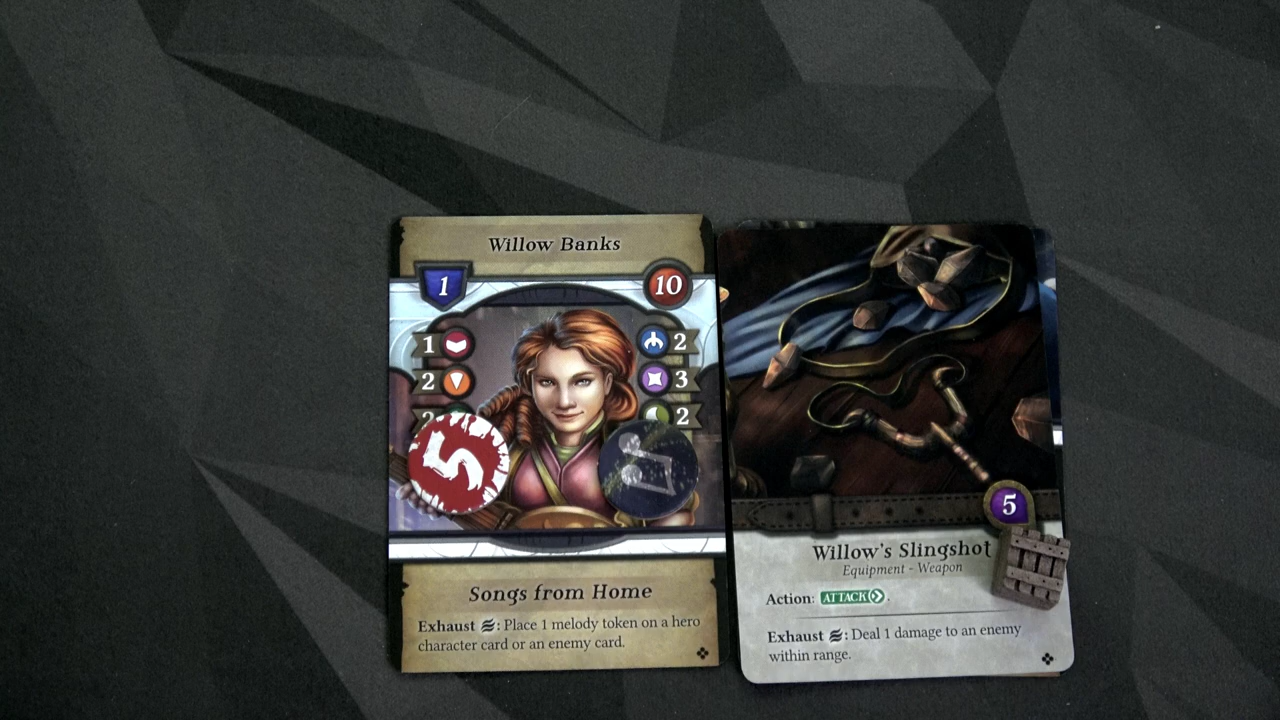 Willow Banks
1
10
1
2
2
3
2
2
5
Songs from Home
Exhaust : Place 1 melody token on a hero
character card or an enemy card.
5
Willow's Slingshot
Equipment - Weapon
Action: ATTACK .
Exhaust : Deal 1 damage to an enemy
within range.